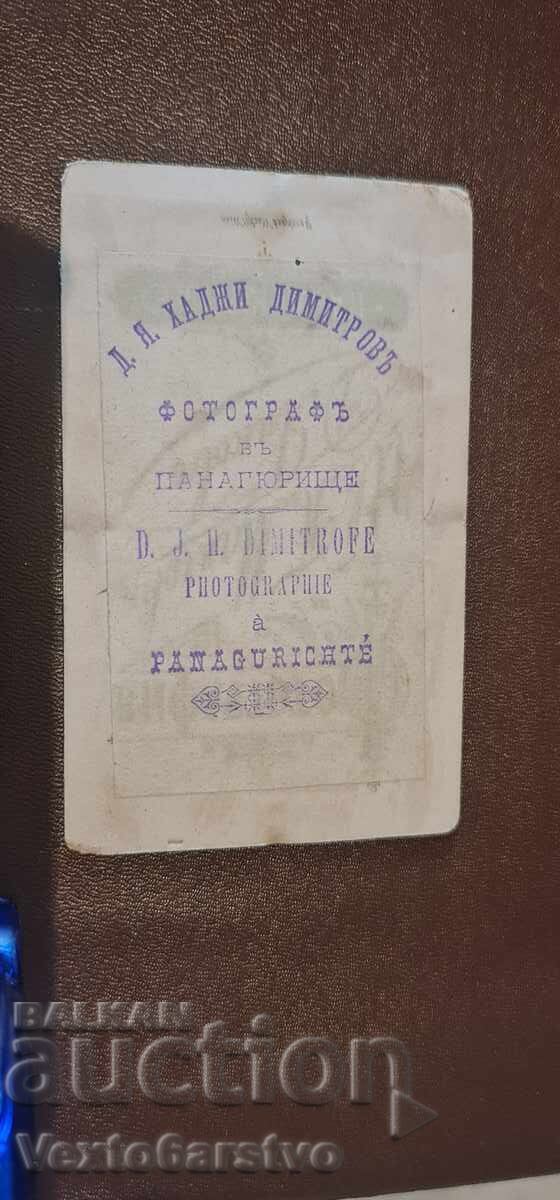 Д. Я. ХАДЖИ ДИМИТРОВЪ
ФОТОГРАФЪ
ВЪ
ПАНАГЮРИЩЕ
D. J. H. DIMITROFE
PHOTOGRAPHIE
à
PANAGURICHTÉ
BALKAN
auction
Vexto6arstvo